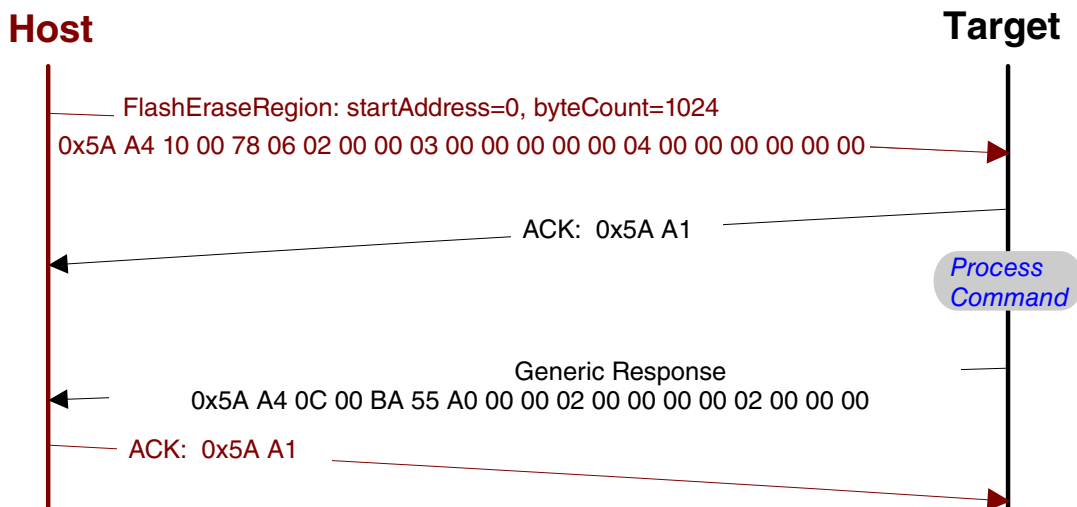 Host
Target
FlashEraseRegion: startAddress=0, byteCount=1024
0x5A A4 10 00 78 06 02 00 00 03 00 00 00 00 00 04 00 00 00 00 00 00
ACK: 0x5A A1
Process
Command
Generic Response
0x5A A4 0C 00 BA 55 A0 00 00 02 00 00 00 00 02 00 00 00
ACK: 0x5A A1